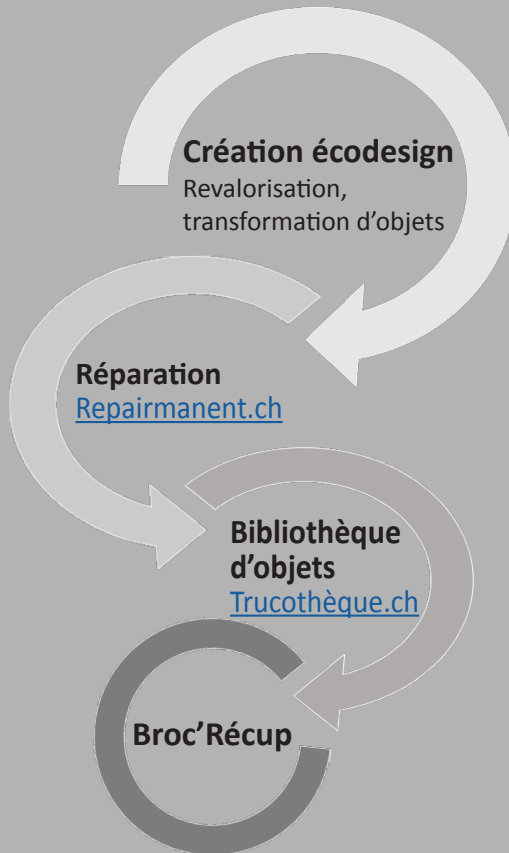 Création écodesign
Revalorisation,
transformation d’objets
Réparation
Repairmanent.ch
Bibliothèque
d’objets
Trucothèque.ch
Broc’Récup